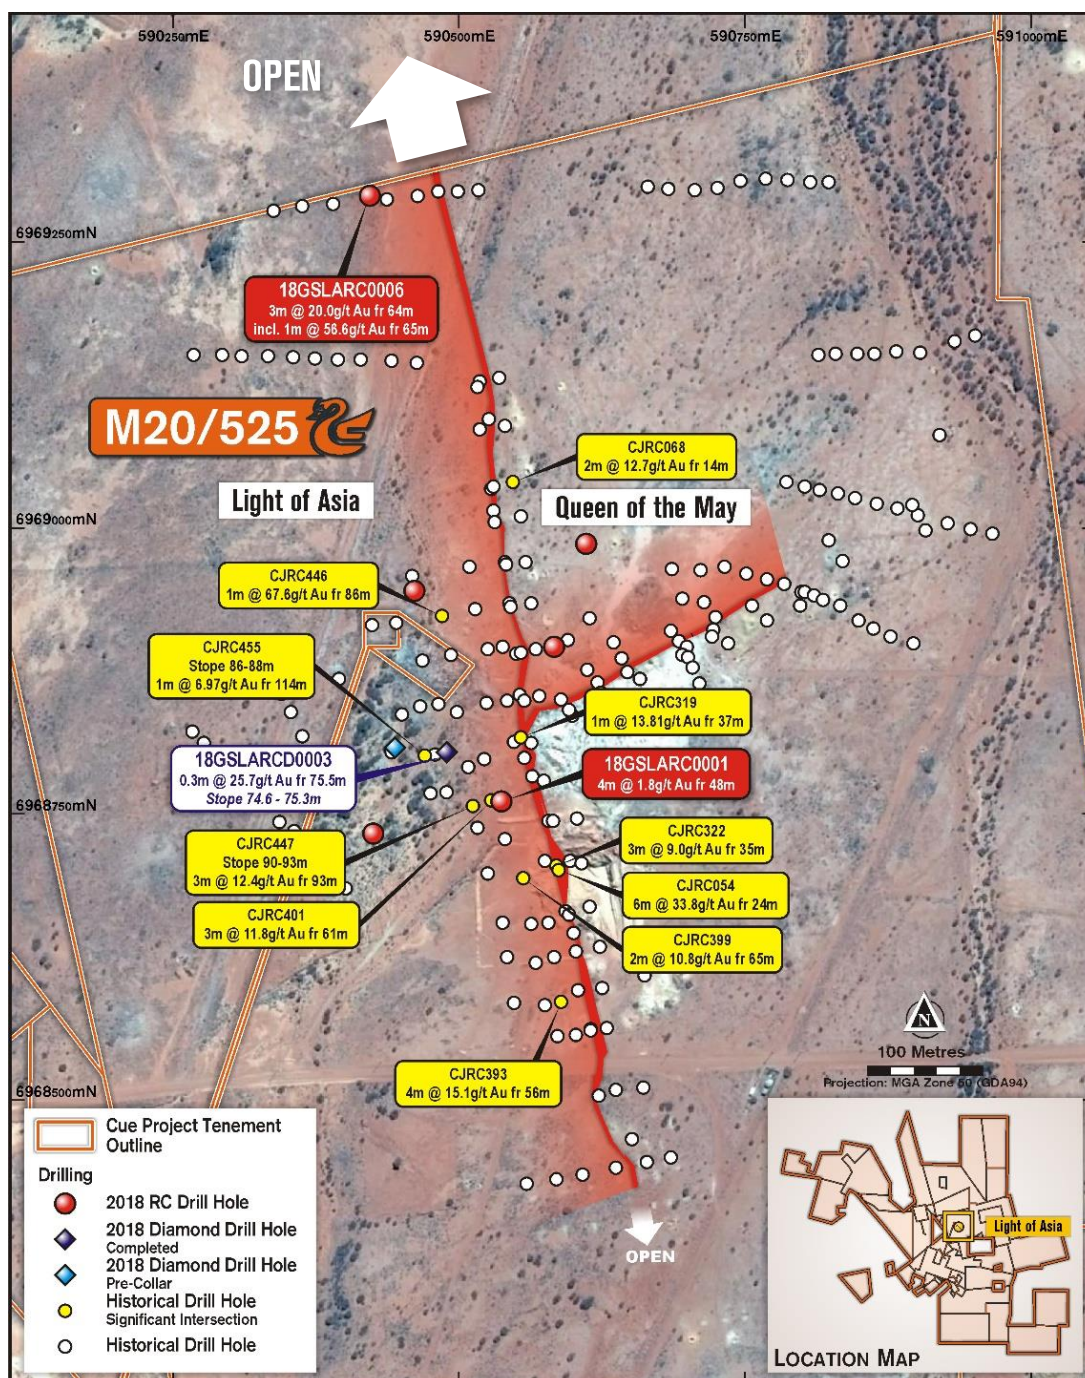 590250mE
590500mE
590750mE
591000mE
OPEN
6969250mN
18GSLARC0006
3m @ 20.0g/t Au fr 64m
incl. 1m @ 56.6g/t Au fr 65m
M20/525
CJRC068
2m @ 12.7g/t Au fr 14m
Light of Asia
Queen of the May
6969000mN
CJRC446
1m @ 67.6g/t Au fr 86m
CJRC455
Stope 86-88m
1m @ 6.97g/t Au fr 114m
CJRC319
1m @ 13.81g/t Au fr 37m
18GSLARCD0003
0.3m @ 25.7g/t Au fr 75.5m
Stope 74.6 - 75.3m
18GSLARC0001
4m @ 1.8g/t Au fr 48m
6968750mN
CJRC447
Stope 90-93m
3m @ 12.4g/t Au fr 93m
CJRC322
3m @ 9.0g/t Au fr 35m
CJRC054
6m @ 33.8g/t Au fr 24m
CJRC401
3m @ 11.8g/t Au fr 61m
CJRC399
2m @ 10.8g/t Au fr 65m
N
100 Metres
Projection: MGA Zone 50 (GDA94)
CJRC393
4m @ 15.1g/t Au fr 56m
6968500mN
Cue Project Tenement
Outline
Drilling
2018 RC Drill Hole
2018 Diamond Drill Hole
Completed
2018 Diamond Drill Hole
Pre-Collar
Historical Drill Hole
Significant Intersection
Historical Drill Hole
OPEN
Light of Asia
LOCATION MAP